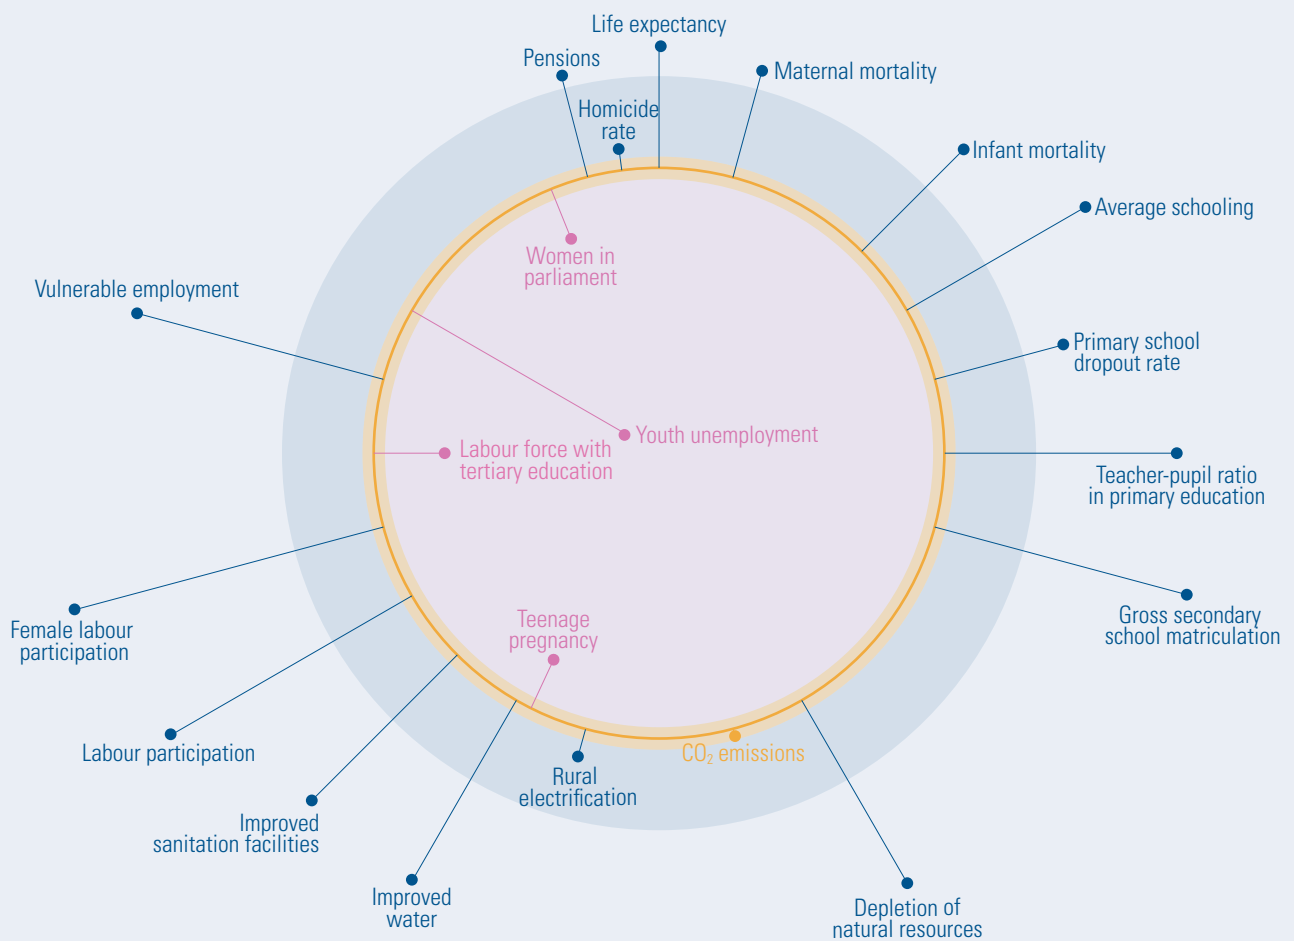 Life expectancy
Pensions
Maternal mortality
Homicide
rate
Infant mortality
Average schooling
Women in
parliament
Vulnerable employment
Primary school
dropout rate
Youth unemployment
Labour force with
tertiary education
Teacher-pupil ratio
in primary education
Teenage
pregnancy
Female labour
participation
Gross secondary
school matriculation
Labour participation
CO₂ emissions
Rural
electrification
Improved
sanitation facilities
Improved
water
Depletion of
natural resources